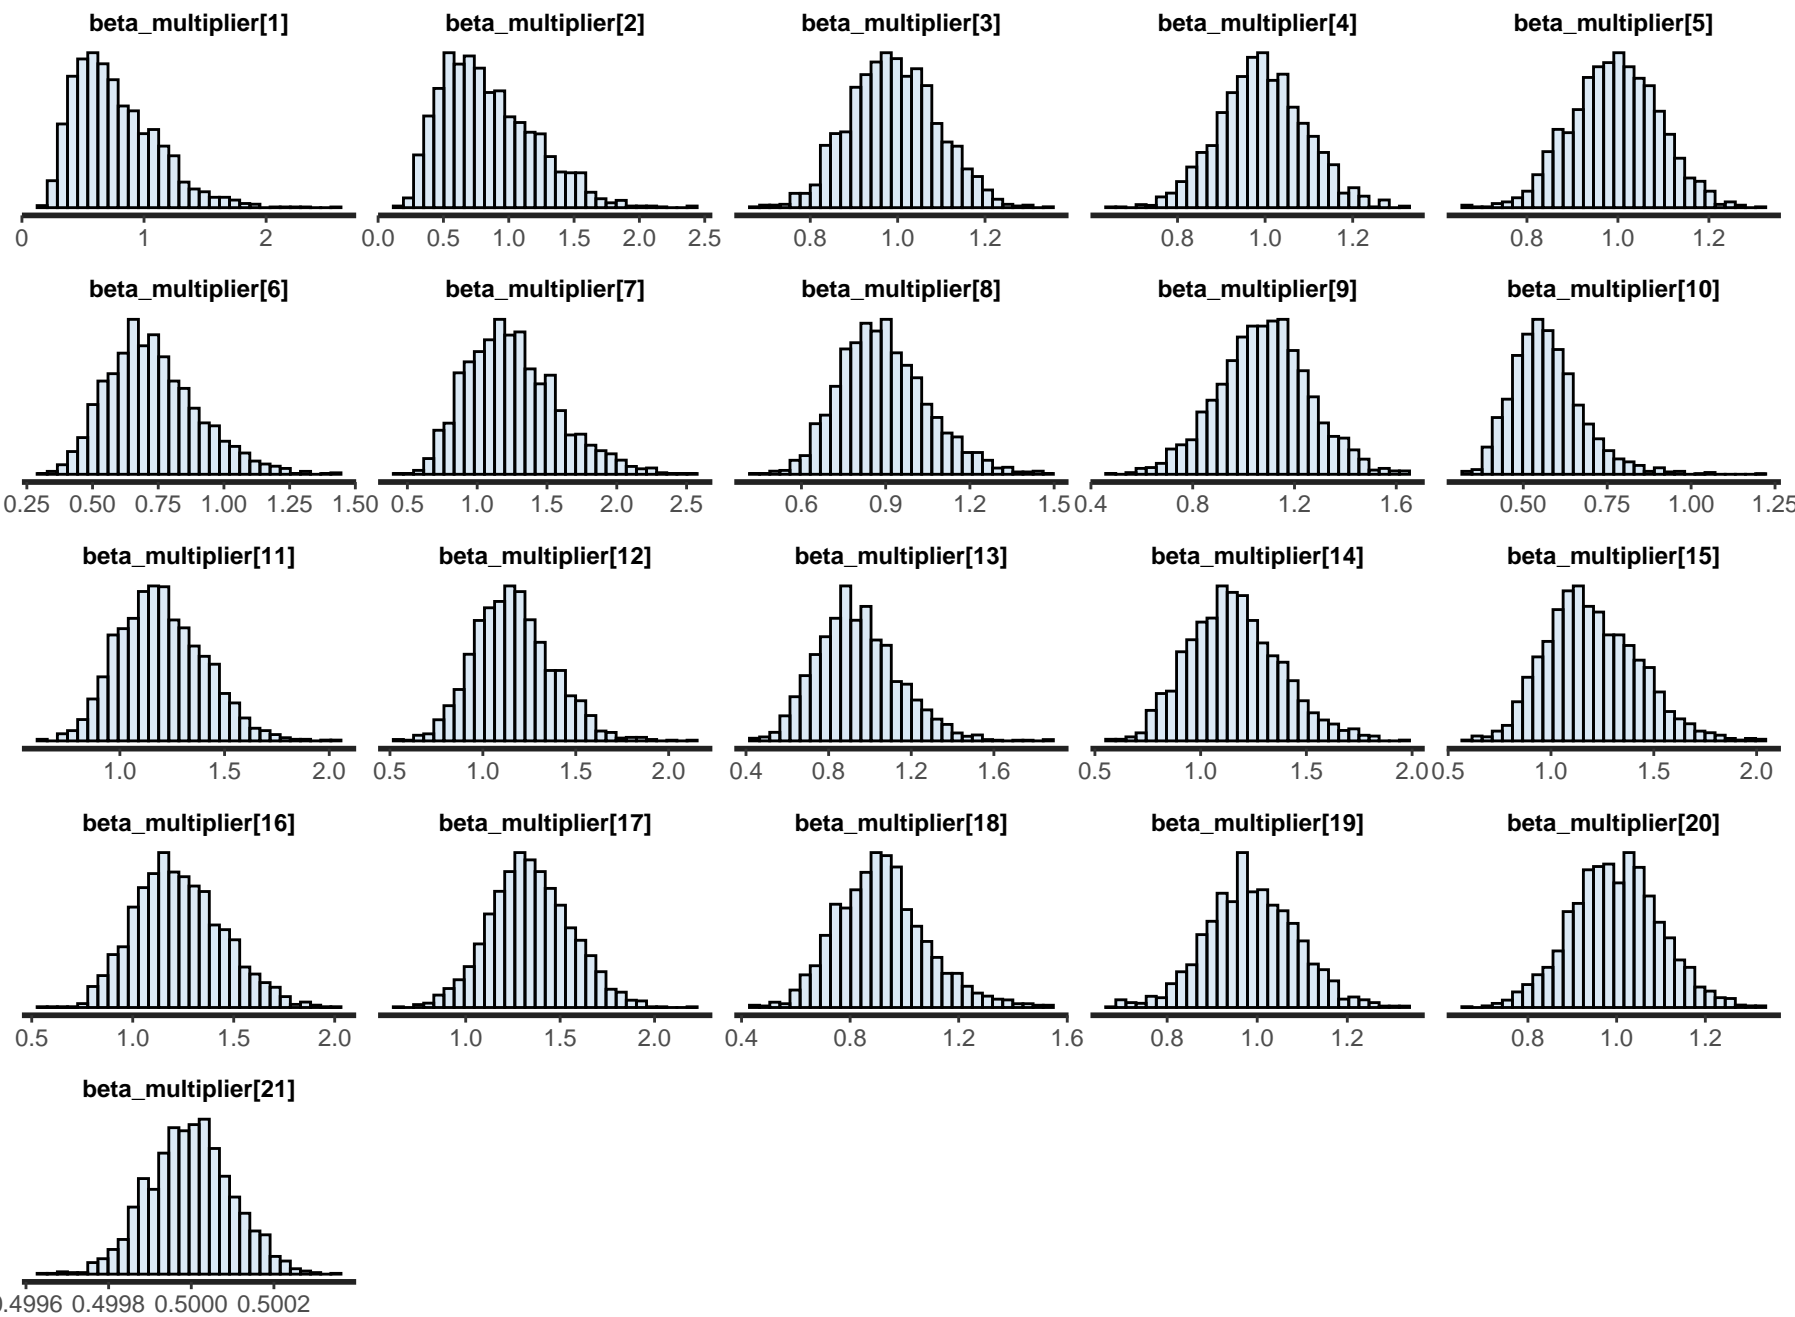 beta_multiplier[1] beta_multiplier[2] beta_multiplier[3] beta_multiplier[4] beta_multiplier[5]
0 1 2 0.0 0.5 1.0 1.5 2.0 2.5 0.8 1.0 1.2 0.8 1.0 1.2 0.8 1.0 1.2
beta_multiplier[6] beta_multiplier[7] beta_multiplier[8] beta_multiplier[9] beta_multiplier[10]
0.25 0.50 0.75 1.00 1.25 1.50 0.5 1.0 1.5 2.0 2.5 0.6 0.9 1.2 1.5 0.4 0.8 1.2 1.6 0.50 0.75 1.00 1.25
beta_multiplier[11] beta_multiplier[12] beta_multiplier[13] beta_multiplier[14] beta_multiplier[15]
1.0 1.5 2.0 0.5 1.0 1.5 2.0 0.4 0.8 1.2 1.6 0.5 1.0 1.5 2.0 0.5 1.0 1.5 2.0
beta_multiplier[16] beta_multiplier[17] beta_multiplier[18] beta_multiplier[19] beta_multiplier[20]
0.5 1.0 1.5 2.0 1.0 1.5 2.0 0.4 0.8 1.2 1.6 0.8 1.0 1.2 0.8 1.0 1.2
beta_multiplier[21]
0.4996 0.4998 0.5000 0.5002